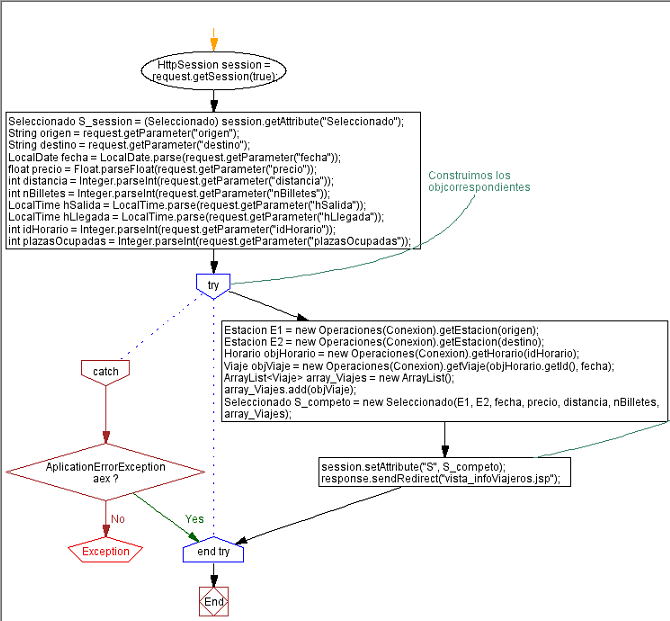 HttpSession session =
request.getSession(true);
Seleccionado S_session = (Seleccionado) session.getAttribute("Seleccionado");
String origen = request.getParameter("origen");
String destino = request.getParameter("destino");
LocalDate fecha = LocalDate.parse(request.getParameter("fecha"));
float precio = Float.parseFloat(request.getParameter("precio"));
int distancia = Integer.parseInt(request.getParameter("distancia"));
int nBilletes = Integer.parseInt(request.getParameter("nBilletes"));
LocalTime hSalida = LocalTime.parse(request.getParameter("hSalida"));
LocalTime hLlegada = LocalTime.parse(request.getParameter("hLlegada"));
int idHorario = Integer.parseInt(request.getParameter("idHorario"));
int plazasOcupadas = Integer.parseInt(request.getParameter("plazasOcupadas"));
Construimos los
objcorrespondientes
try
Estacion E1 = new Operaciones(Conexion).getEstacion(origen);
Estacion E2 = new Operaciones(Conexion).getEstacion(destino);
Horario objHorario = new Operaciones(Conexion).getHorario(idHorario);
Viaje objViaje = new Operaciones(Conexion).getViaje(objHorario.getId(), fecha);
ArrayList<Viaje> array_Viajes = new ArrayList();
array_Viajes.add(objViaje);
Seleccionado S_competo = new Seleccionado(E1, E2, fecha, precio, distancia, nBilletes,
array_Viajes);
catch
AplicationErrorException
aex ?
session.setAttribute("S", S_competo);
response.sendRedirect("vista_infoViajeros.jsp");
No
Yes
Exception
end try
End